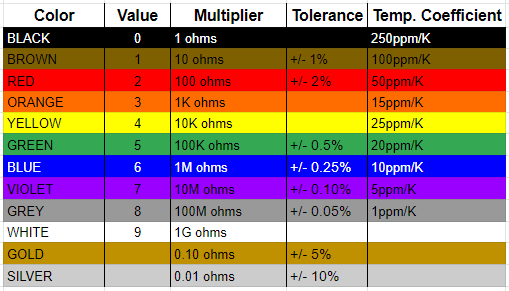 Color Value Multiplier Tolerance Temp. Coefficient
BLACK 0 1 ohms 250ppm/K
BROWN 1 10 ohms +/- 1% 100ppm/K
RED 2 100 ohms +/- 2% 50ppm/K
ORANGE 3 1K ohms 15ppm/K
YELLOW 4 10K ohms 25ppm/K
GREEN 5 100K ohms +/- 0.5% 20ppm/K
BLUE 6 1M ohms +/- 0.25% 10ppm/K
VIOLET 7 10M ohms +/- 0.10% 5ppm/K
GREY 8 100M ohms +/- 0.05% 1ppm/K
WHITE 9 1G ohms
GOLD 0.10 ohms +/- 5%
SILVER 0.01 ohms +/- 10%